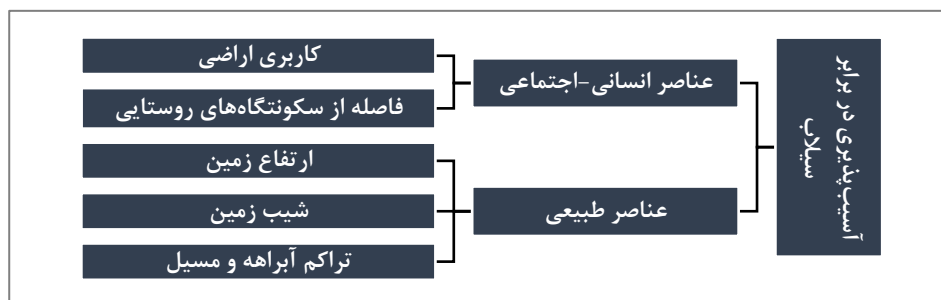 آسیب‌پذیری در برابر
سیلاب
عناصر انسانی-اجتماعی
کاربری اراضی
فاصله از سکونتگاه‌های روستایی
عناصر طبیعی
ارتفاع زمین
شیب زمین
تراکم آبراهه و مسیل